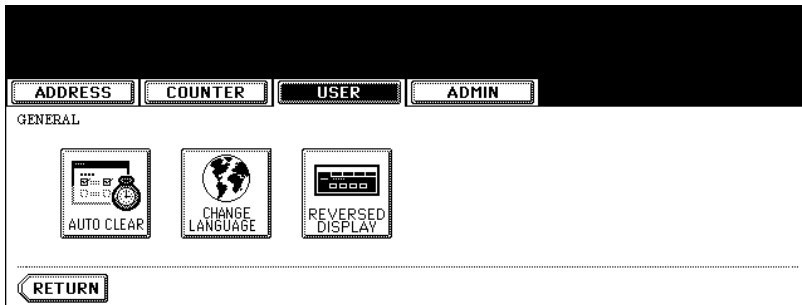 ADDRESS COUNTER USER ADMIN
GENERAL
AUTO CLEAR
CHANGE
LANGUAGE
REVERSED
DISPLAY
RETURN